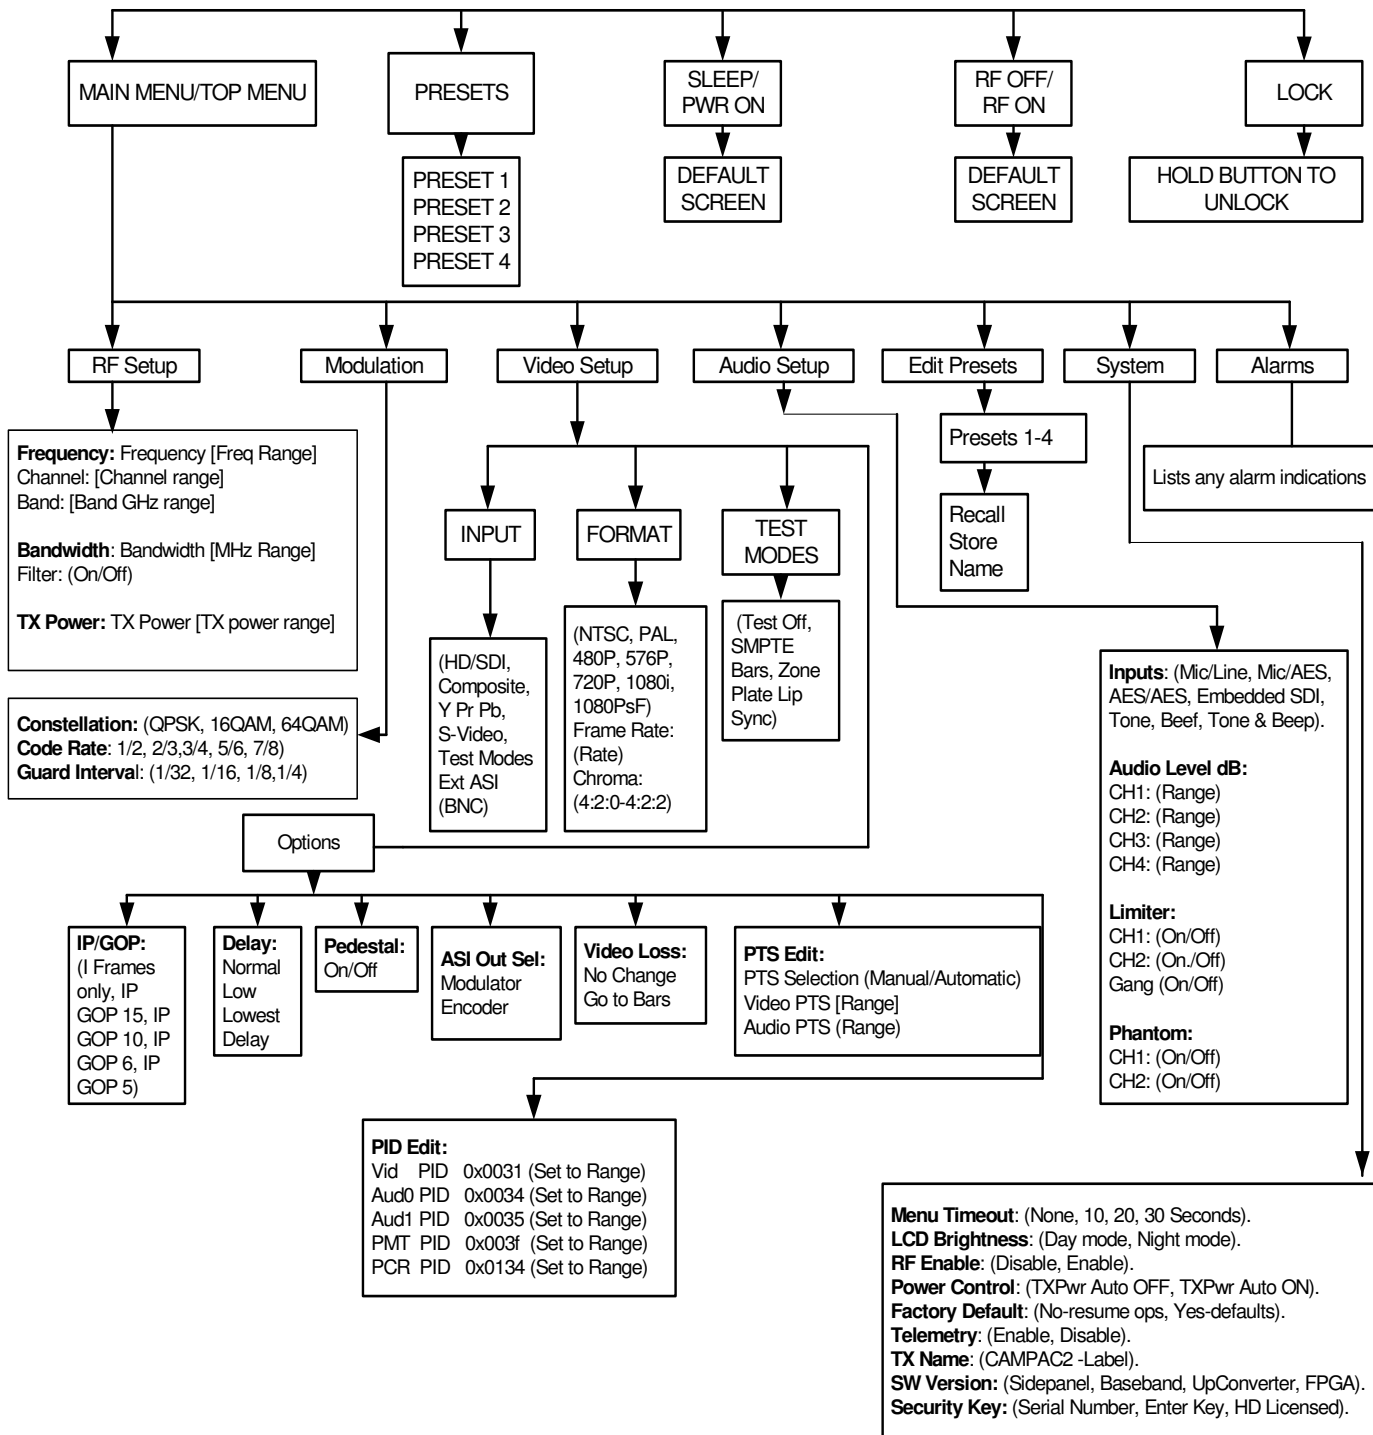 MAIN MENU/TOP MENU
PRESETS
SLEEP/
PWR ON
RF OFF/
RF ON
LOCK
PRESET 1
PRESET 2
PRESET 3
PRESET 4
DEFAULT
SCREEN
DEFAULT
SCREEN
HOLD BUTTON TO
UNLOCK
RF Setup
Modulation
Video Setup
Audio Setup
Edit Presets
System
Alarms
Frequency: Frequency [Freq Range]
Channel: [Channel range]
Band: [Band GHz range]
Bandwidth: Bandwidth [MHz Range]
Filter: (On/Off)
TX Power: TX Power [TX power range]
Constellation: (QPSK, 16QAM, 64QAM)
Code Rate: 1/2, 2/3,3/4, 5/6, 7/8)
Guard Interval: (1/32, 1/16, 1/8,1/4)
INPUT
FORMAT
TEST
MODES
(HD/SDI,
Composite,
Y Pr Pb,
S-Video,
Test Modes
Ext ASI
(BNC)
(NTSC, PAL,
480P, 576P,
720P, 1080i,
1080PsF)
Frame Rate:
(Rate)
Chroma:
(4:2:0-4:2:2)
(Test Off,
SMPTE
Bars, Zone
Plate Lip
Sync)
Presets 1-4
Recall
Store
Name
Lists any alarm indications
Inputs: (Mic/Line, Mic/AES,
AES/AES, Embedded SDI,
Tone, Beef, Tone & Beep).
Audio Level dB:
CH1: (Range)
CH2: (Range)
CH3: (Range)
CH4: (Range)
Limiter:
CH1: (On/Off)
CH2: (On./Off)
Gang (On/Off)
Phantom:
CH1: (On/Off)
CH2: (On/Off)
Options
IP/GOP:
(I Frames
only, IP
GOP 15, IP
GOP 10, IP
GOP 6, IP
GOP 5)
Delay:
Normal
Low
Lowest
Delay
Pedestal:
On/Off
ASI Out Sel:
Modulator
Encoder
Video Loss:
No Change
Go to Bars
PTS Edit:
PTS Selection (Manual/Automatic)
Video PTS [Range]
Audio PTS (Range)
PID Edit:
Vid PID 0x0031 (Set to Range)
Aud0 PID 0x0034 (Set to Range)
Aud1 PID 0x0035 (Set to Range)
PMT PID 0x003f (Set to Range)
PCR PID 0x0134 (Set to Range)
Menu Timeout: (None, 10, 20, 30 Seconds).
LCD Brightness: (Day mode, Night mode).
RF Enable: (Disable, Enable).
Power Control: (TXPwr Auto OFF, TXPwr Auto ON).
Factory Default: (No-resume ops, Yes-defaults).
Telemetry: (Enable, Disable).
TX Name: (CAMPAC2 -Label).
SW Version: (Sidepanel, Baseband, UpConverter, FPGA).
Security Key: (Serial Number, Enter Key, HD Licensed).